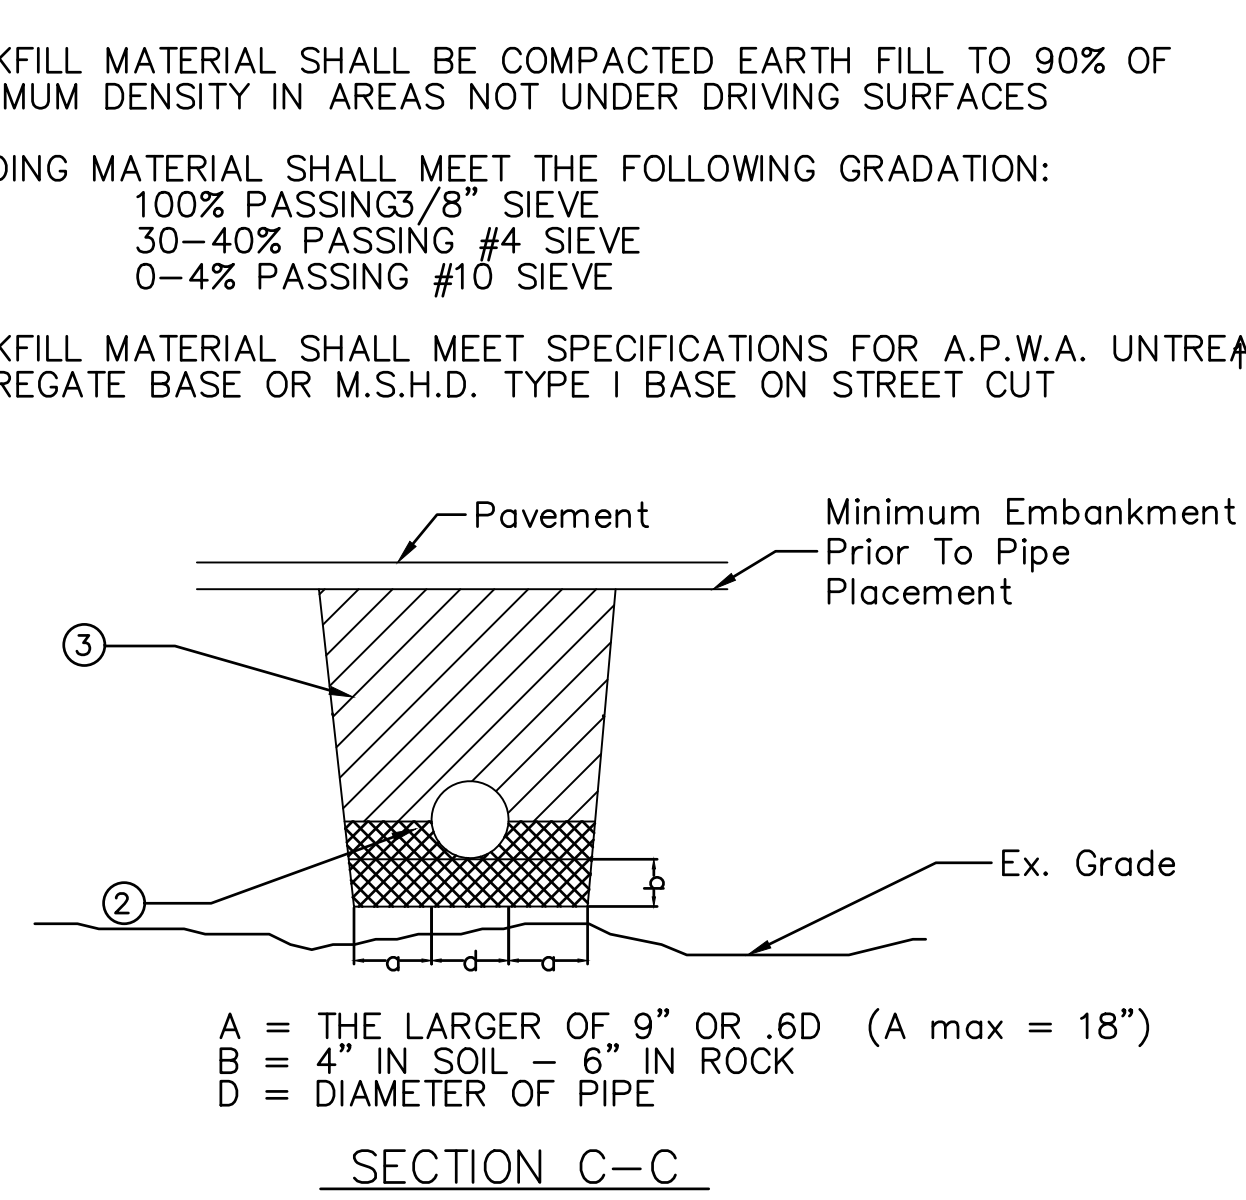 KFILL MATERIAL SHALL BE COMPACTED EARTH FILL TO 90% OF
MUM DENSITY IN AREAS NOT UNDER DRIVING SURFACES
DING MATERIAL SHALL MEET THE FOLLOWING GRADATION:
100% PASSING3/8” SIEVE
30–40% PASSING #4 SIEVE
0–4% PASSING #10 SIEVE
KFILL MATERIAL SHALL MEET SPECIFICATIONS FOR A.P.W.A. UNTREA
REGATE BASE OR M.S.H.D. TYPE I BASE ON STREET CUT
Pavement
Minimum Embankment
Prior To Pipe
Placement
3
2
b
Ex. Grade
a d a
A = THE LARGER OF 9” OR .6D (A max = 18”)
B = 4” IN SOIL – 6” IN ROCK
D = DIAMETER OF PIPE
SECTION C–C